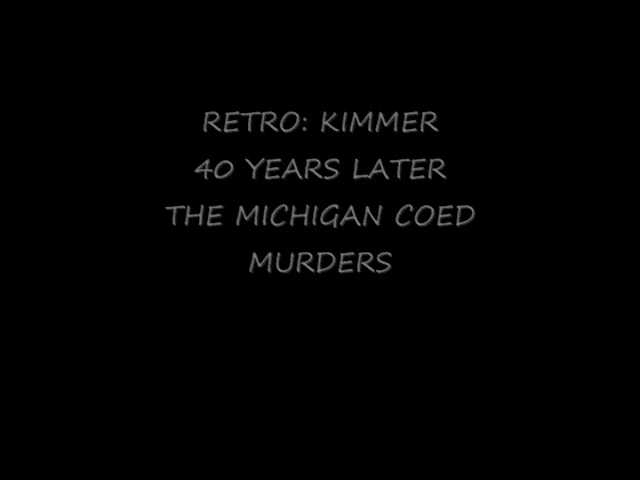 RETRO: KIMMER
40 YEARS LATER
THE MICHIGAN COED
MURDERS